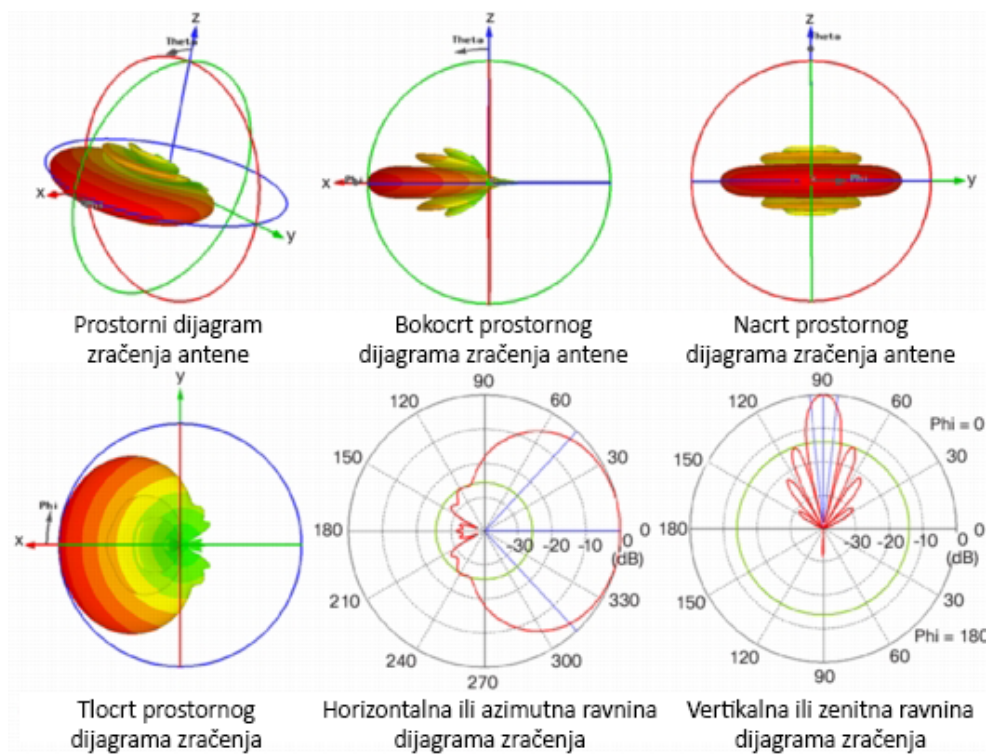 z
Theta
x
Phi
y
Prostorni dijagram
zračenja antene
z
Theta
x
Phi
Bokocrt prostornog
dijagrama zračenja antene
z
Theta
Phi
y
Nacrt prostornog
dijagrama zračenja antene
y
Phi
x
Tlocrt prostornog
dijagrama zračenja
90
120
60
150
30
180
-30
-20
-10
0
0
(dB)
210
330
240
300
270
Horizontalna ili azimutna ravnina
dijagrama zračenja
90
120
60
Phi = 0
150
30
180
-30
-20
-10
0
0
(dB)
150
30
Phi = 180
120
60
90
Vertikalna ili zenitna ravnina
dijagrama zračenja